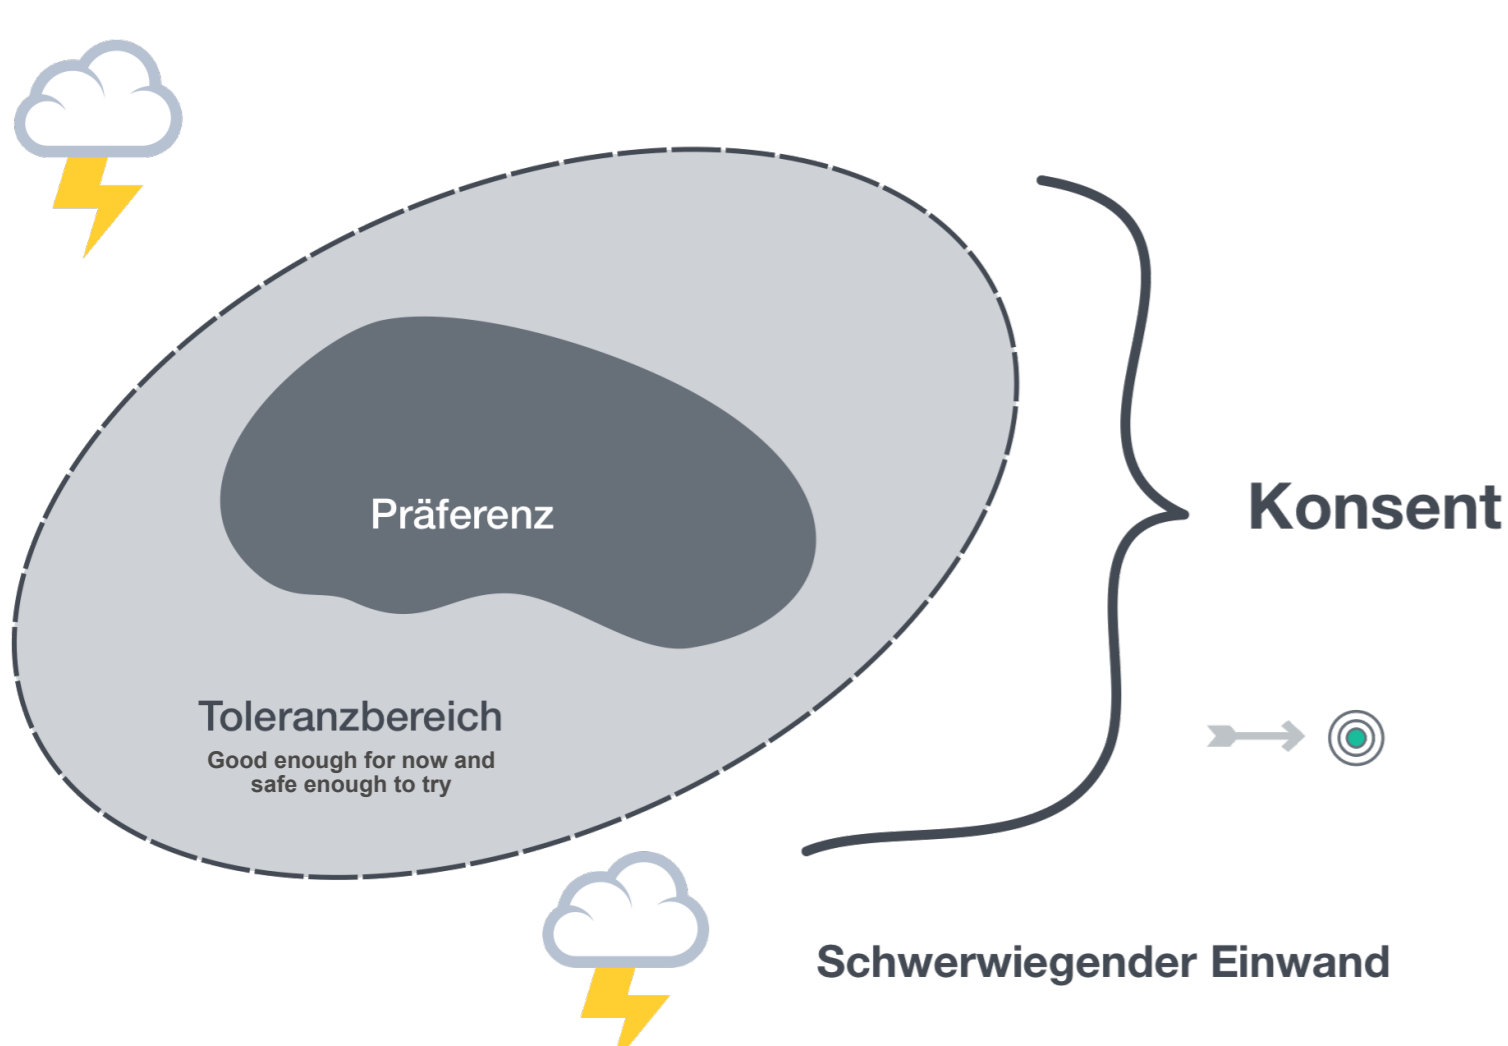 Präferenz
Konsent
Toleranzbereich
Good enough for now and
safe enough to try
Schwerwiegender Einwand